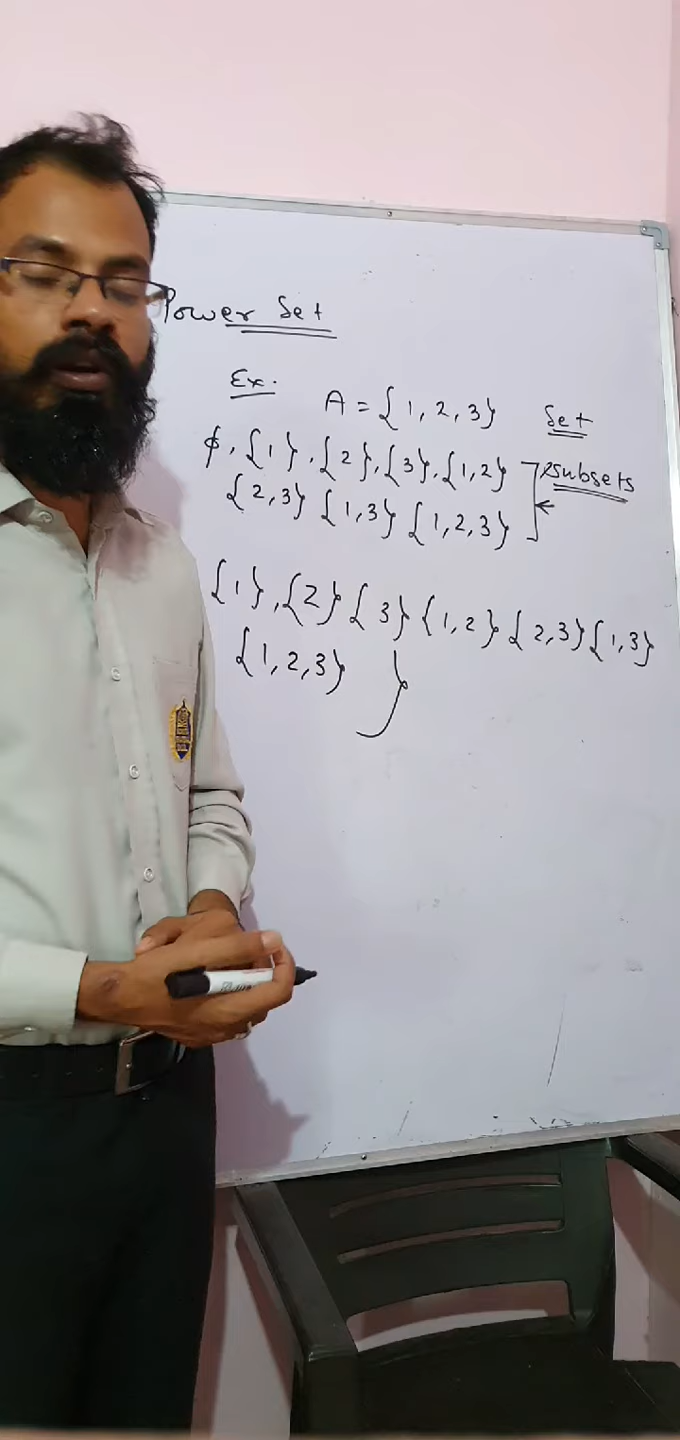 Power Set
Ex.
A = {1, 2, 3} Set
ϕ, {1}, {2}, {3}, {1,2} subsets
{2,3} {1,3} {1,2,3}
{1}, {2} {3} {1,2} {2,3} {1,3}
{1,2,3} }